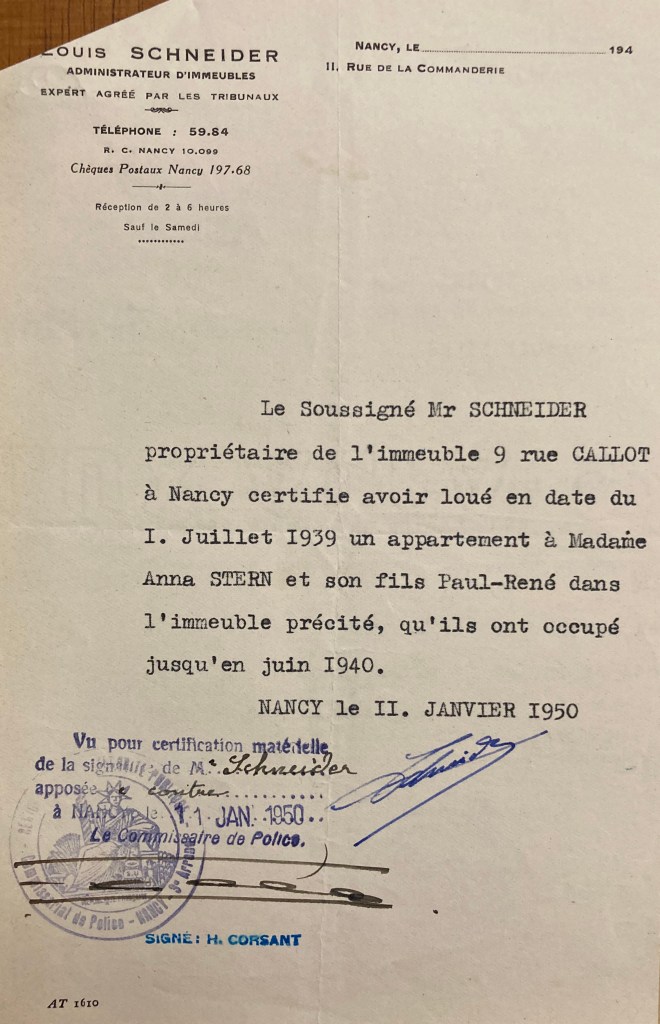 LOUIS SCHNEIDER
ADMINISTRATEUR D'IMMEUBLES
EXPERT AGRÉÉ PAR LES TRIBUNAUX
TÉLÉPHONE : 59.84
R. C. NANCY 10.099
Chèques Postaux Nancy 197-68
Réception de 2 à 6 heures
Sauf le Samedi
NANCY, LE 194
11, RUE DE LA COMMANDERIE
Le Soussigné Mr SCHNEIDER
propriétaire de l'immeuble 9 rue CALLOT
à Nancy certifie avoir loué en date du
I. Juillet I939 un appartement à Madame
Anna STERN et son fils Paul-René dans
l'immeuble précité, qu'ils ont occupé
jusqu'en juin I940.
NANCY le II. JANVIER I950
Vu pour certification matérielle
de la signature de Mr Schneider
apposée ci contre
à NANCY, le 11 JAN. 1950
Le Commissaire de Police.
Schneider
Commissariat de Police - NANCY
SIGNÉ: H. CORSANT
AT 1610